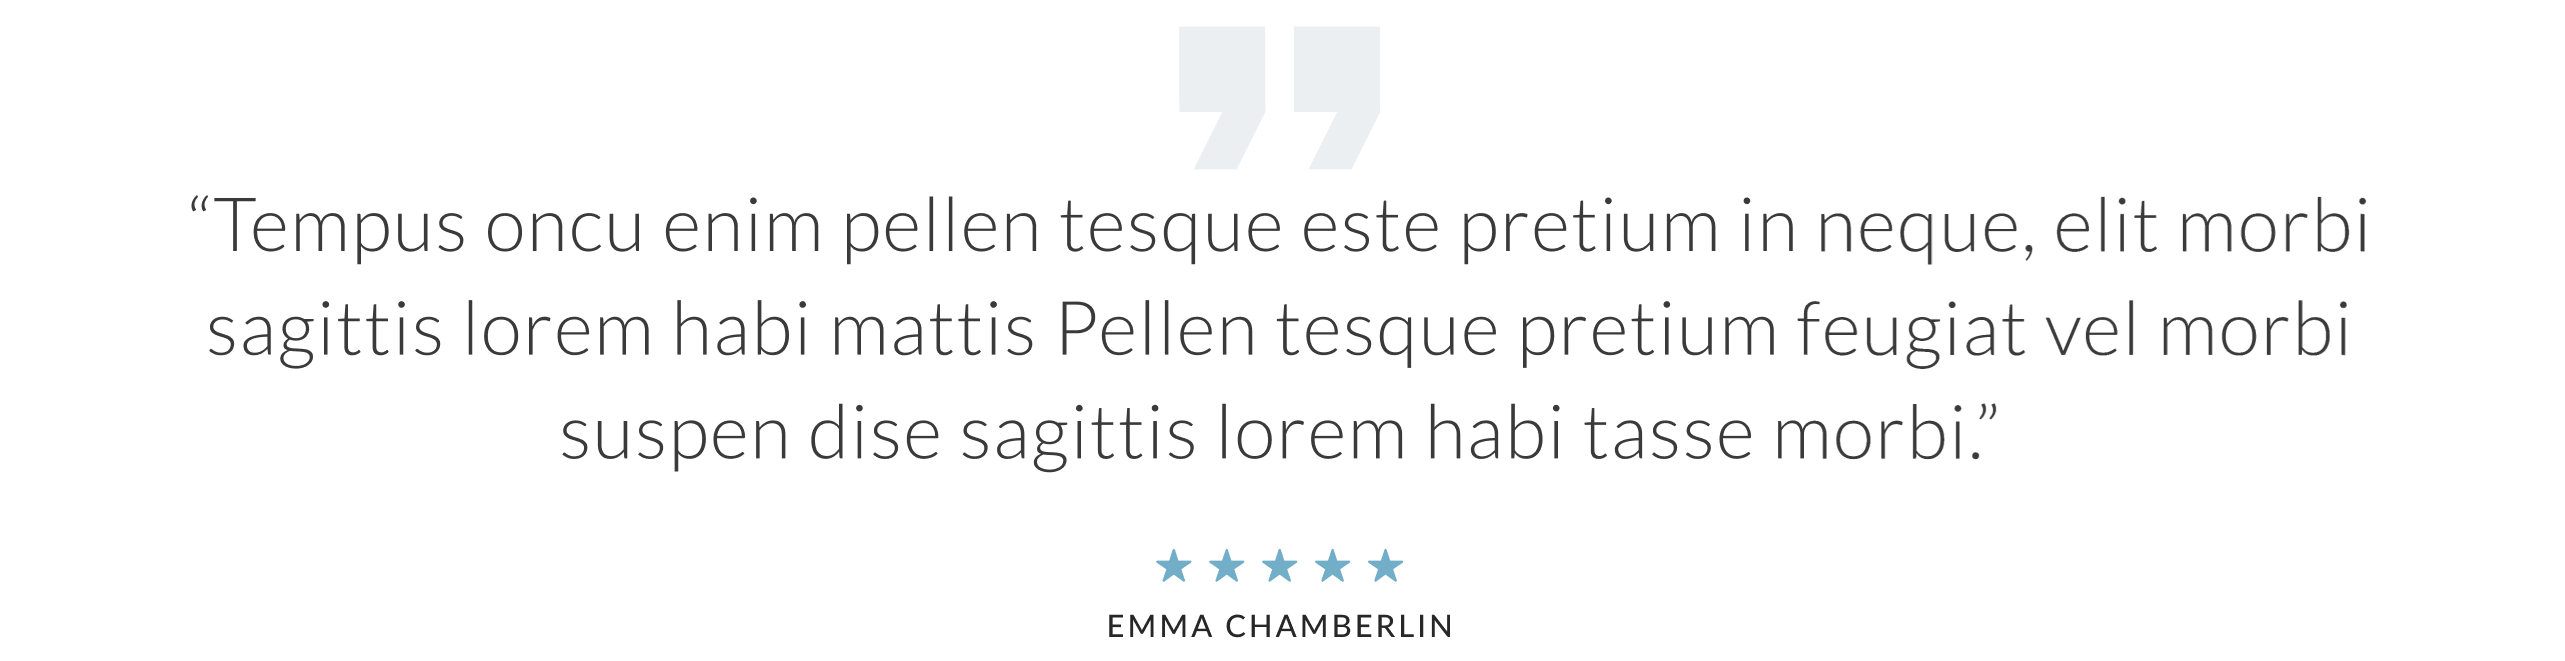 “Tempus oncu enim pellen tesque este pretium in neque, elit morbi
sagittis lorem habi mattis Pellen tesque pretium feugiat vel morbi
suspen dise sagittis lorem habi tasse morbi.”
EMMA CHAMBERLIN